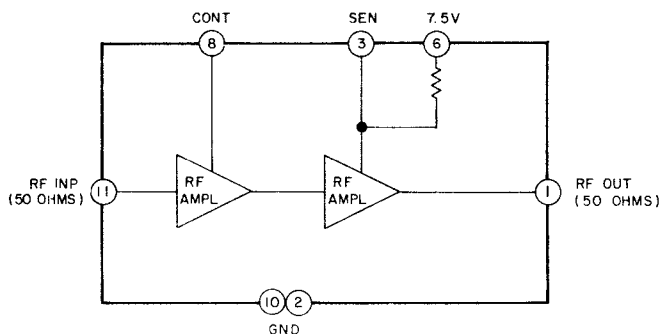 CONT SEN 7.5V
8 3 6
RF INP
(50 OHMS)
11
RF
AMPL
RF
AMPL
1
RF OUT
(50 OHMS)
10 2
GND